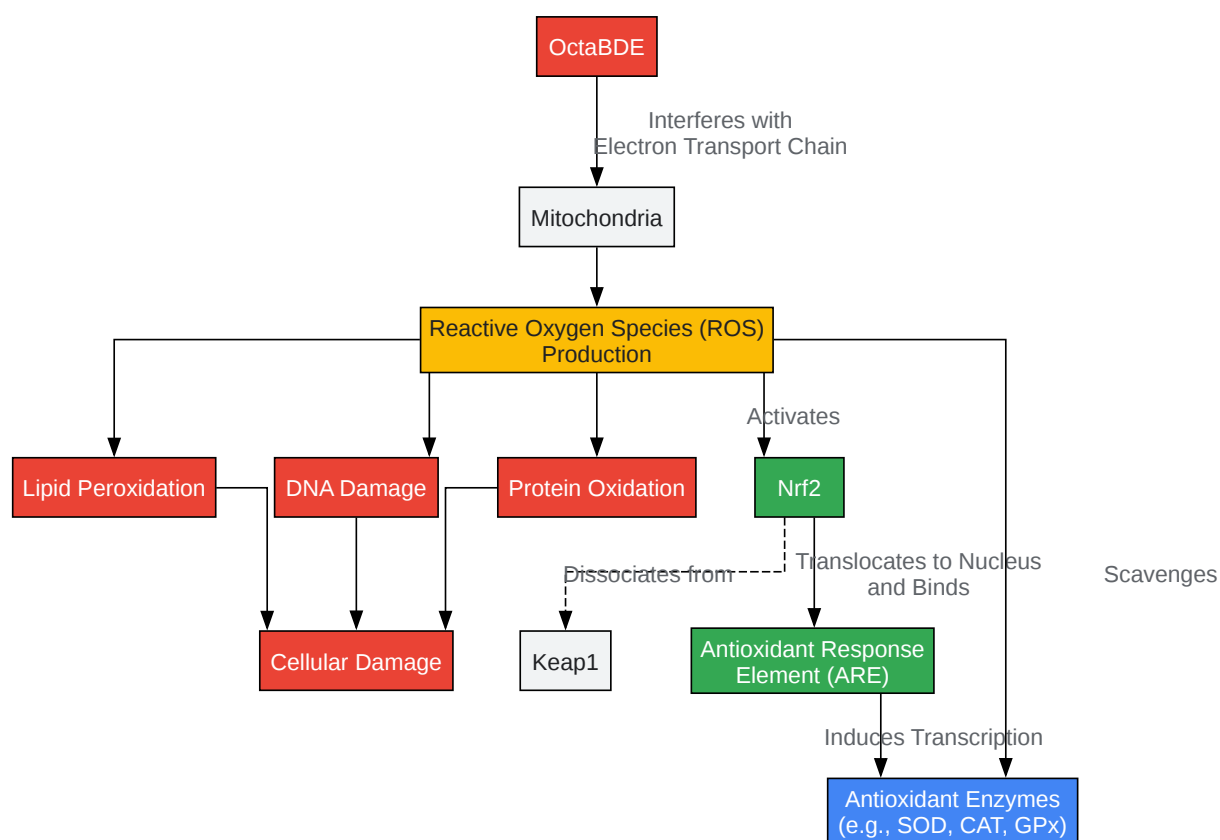 OctaBDE
Interferes with
Electron Transport Chain
Mitochondria
Reactive Oxygen Species (ROS)
Production
Activates
Lipid Peroxidation
DNA Damage
Protein Oxidation
Nrf2
Dissociates from
Translocates to Nucleus
and Binds
Scavenges
Cellular Damage
Keap1
Antioxidant Response
Element (ARE)
Induces Transcription
Antioxidant Enzymes
(e.g., SOD, CAT, GPx)